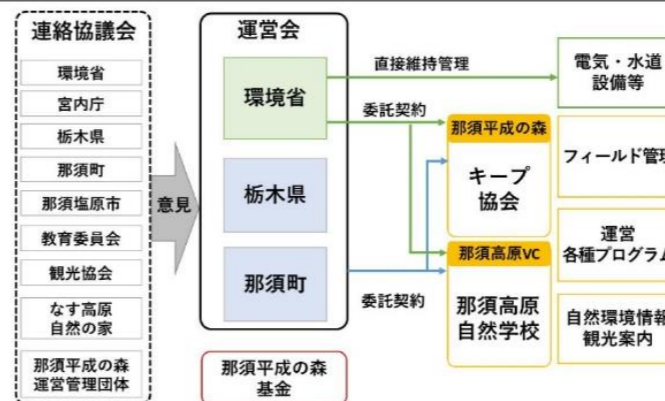 連絡協議会
環境省
宮内庁
栃木県
那須町
那須塩原市
教育委員会
観光協会
なす高原
自然の家
那須平成の森
運営管理団体
意見
運営会
環境省
栃木県
那須町
那須平成の森
基金
直接維持管理
委託契約
委託契約
那須平成の森
キープ
協会
那須高原VC
那須高原
自然学校
電気・水道
設備等
フィールド管理
運営
各種プログラム
自然環境情報
観光案内